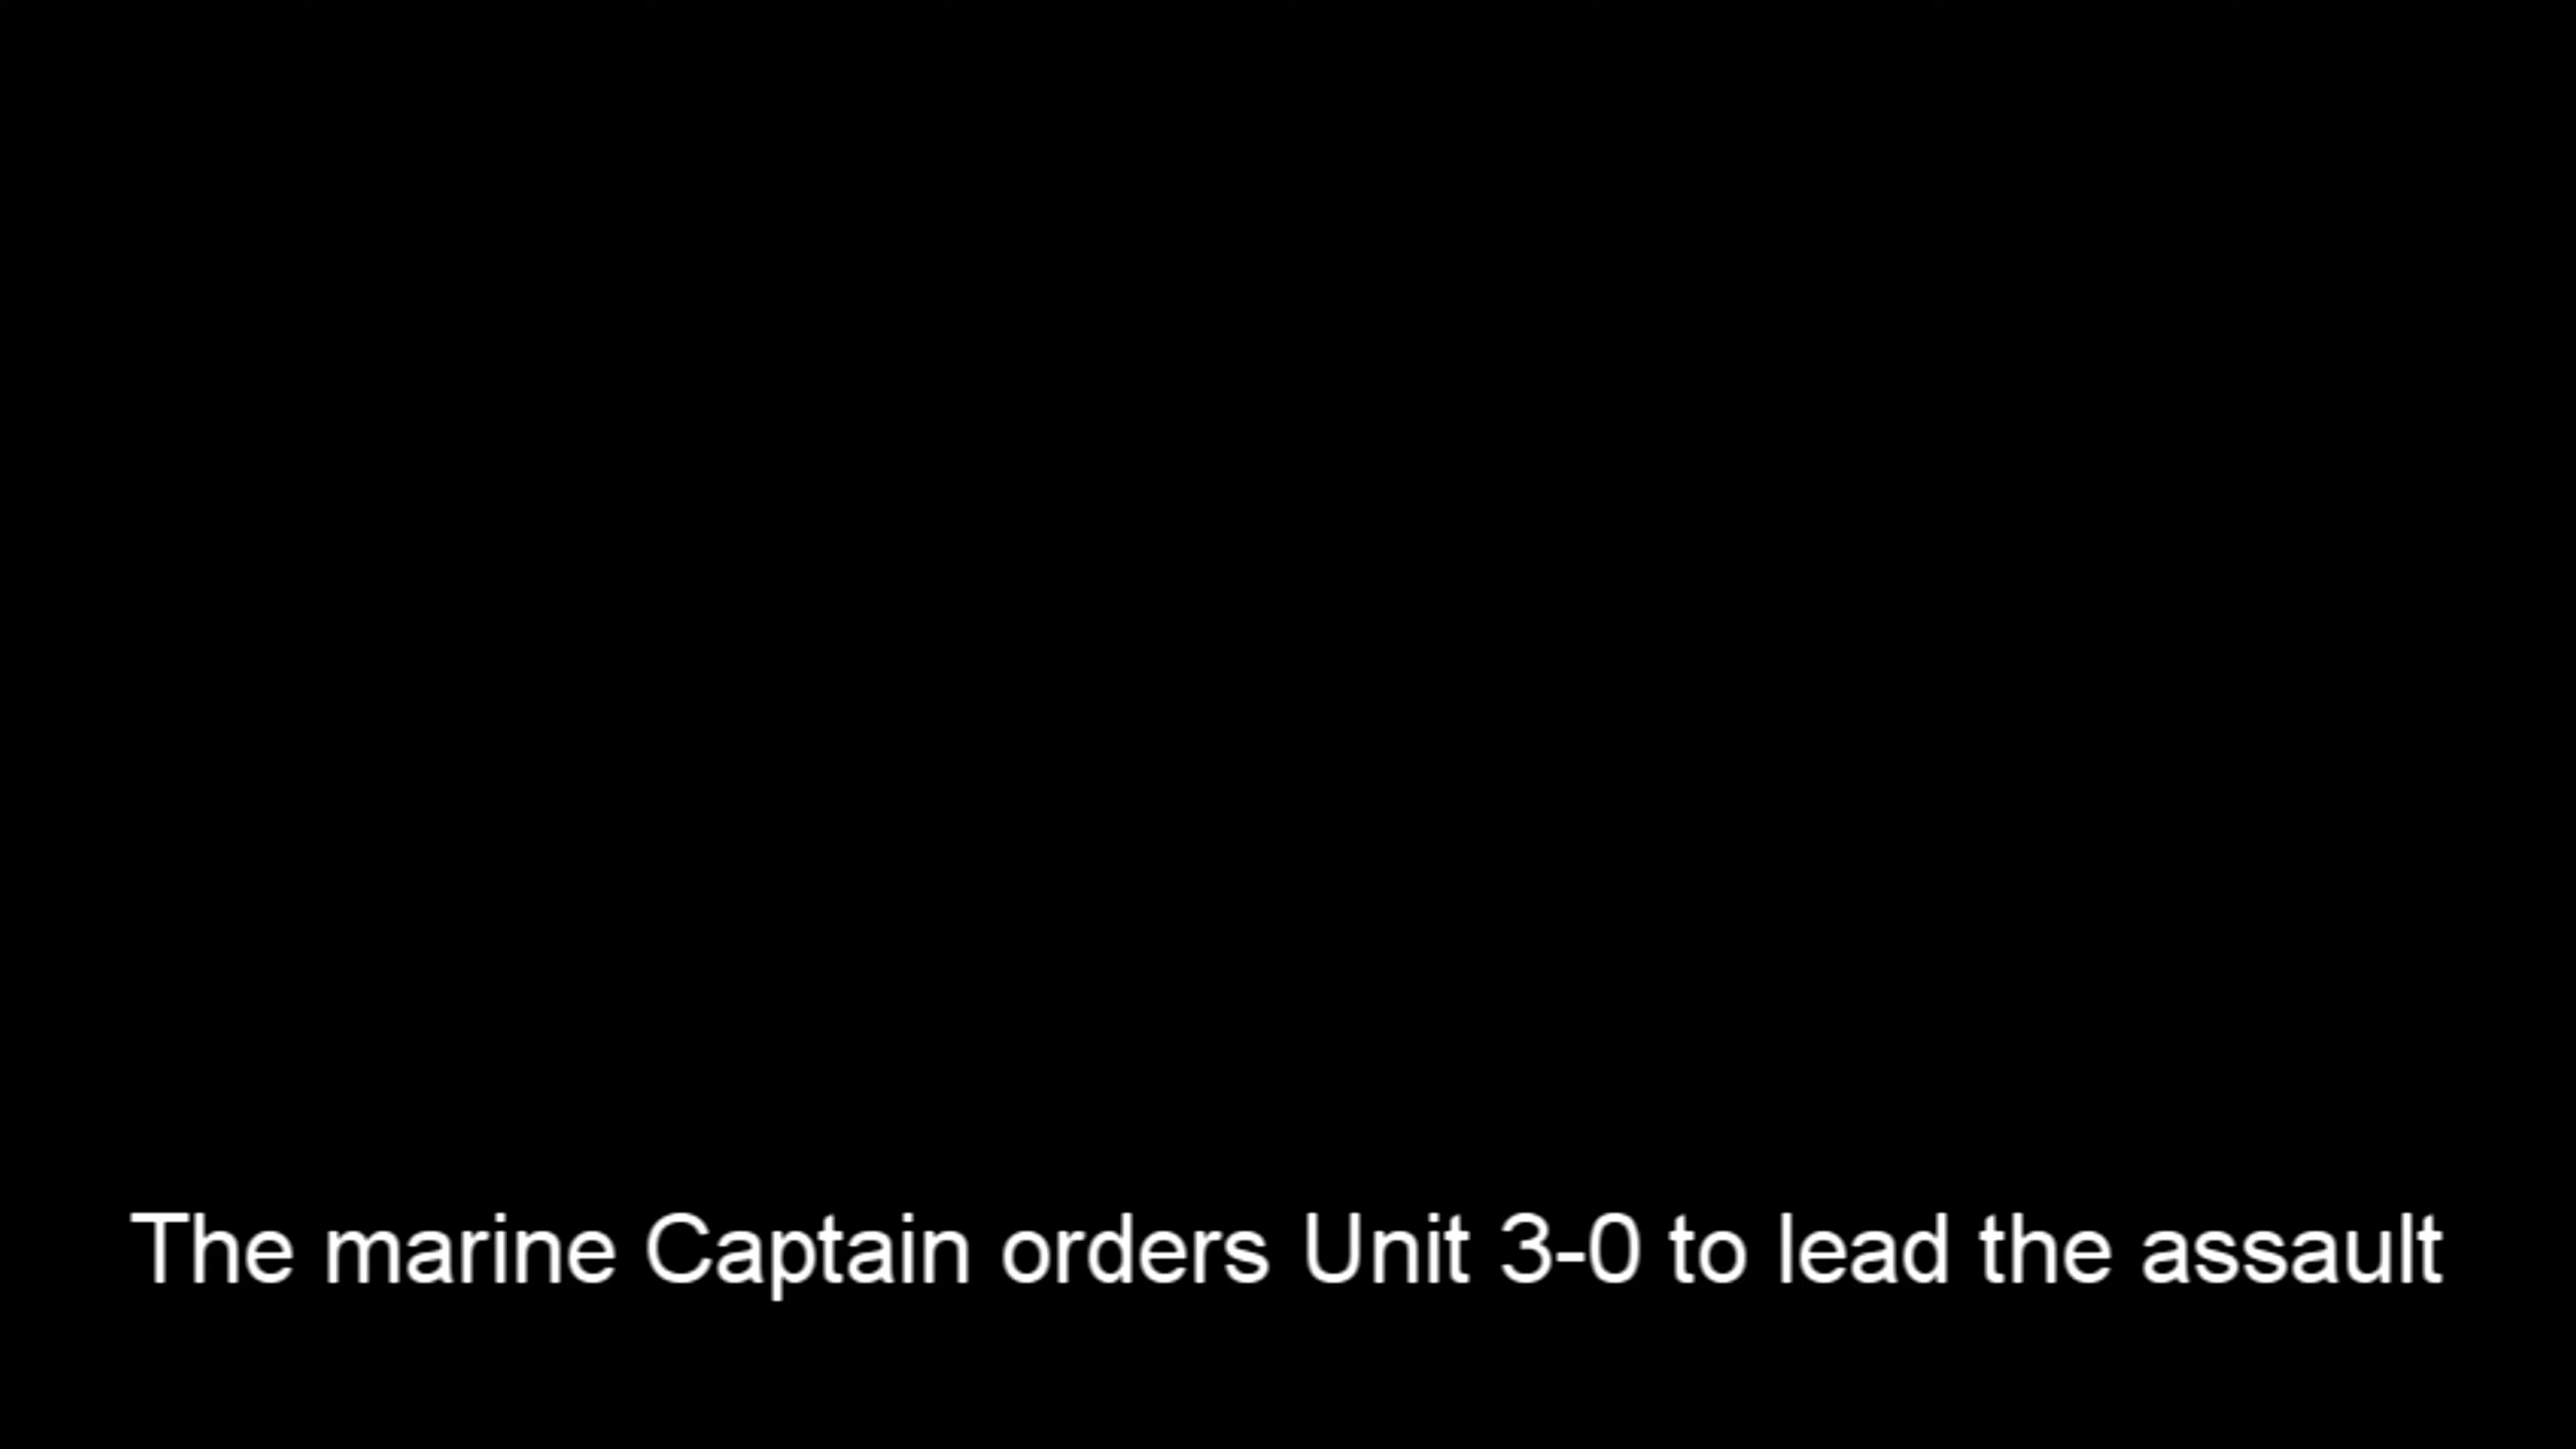 The marine Captain orders Unit 3-0 to lead the assault